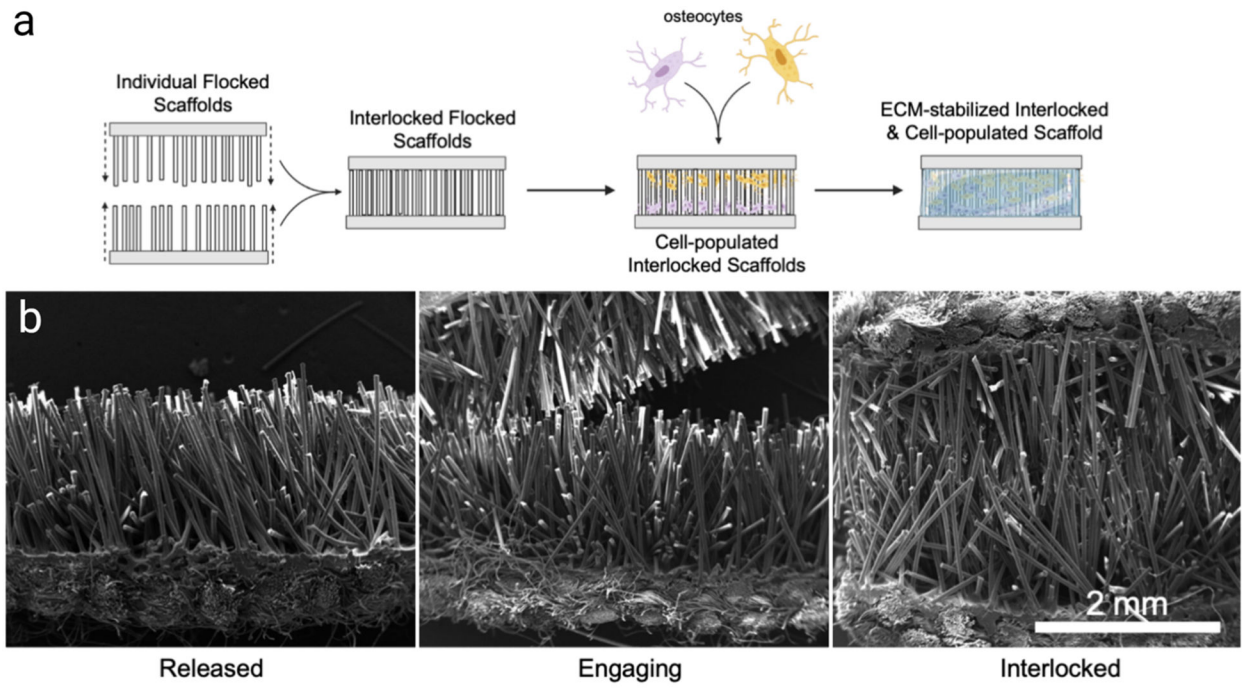 a
osteocytes
Individual Flocked
Scaffolds
Interlocked Flocked
Scaffolds
ECM-stabilized Interlocked
& Cell-populated Scaffold
Cell-populated
Interlocked Scaffolds
b
2 mm
Released
Engaging
Interlocked